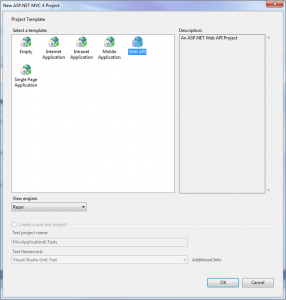 New ASP.NET MVC 4 Project
Project Template
Select a template:
Description:
Empty
Internet Application
Intranet Application
Mobile Application
Web API
An ASP.NET Web API Project
Single Page Application
View engine:
Razor
Create a unit test project
Test project name:
MvcApplication6.Tests
Test framework:
Visual Studio Unit Test
Additional Info
OK
Cancel